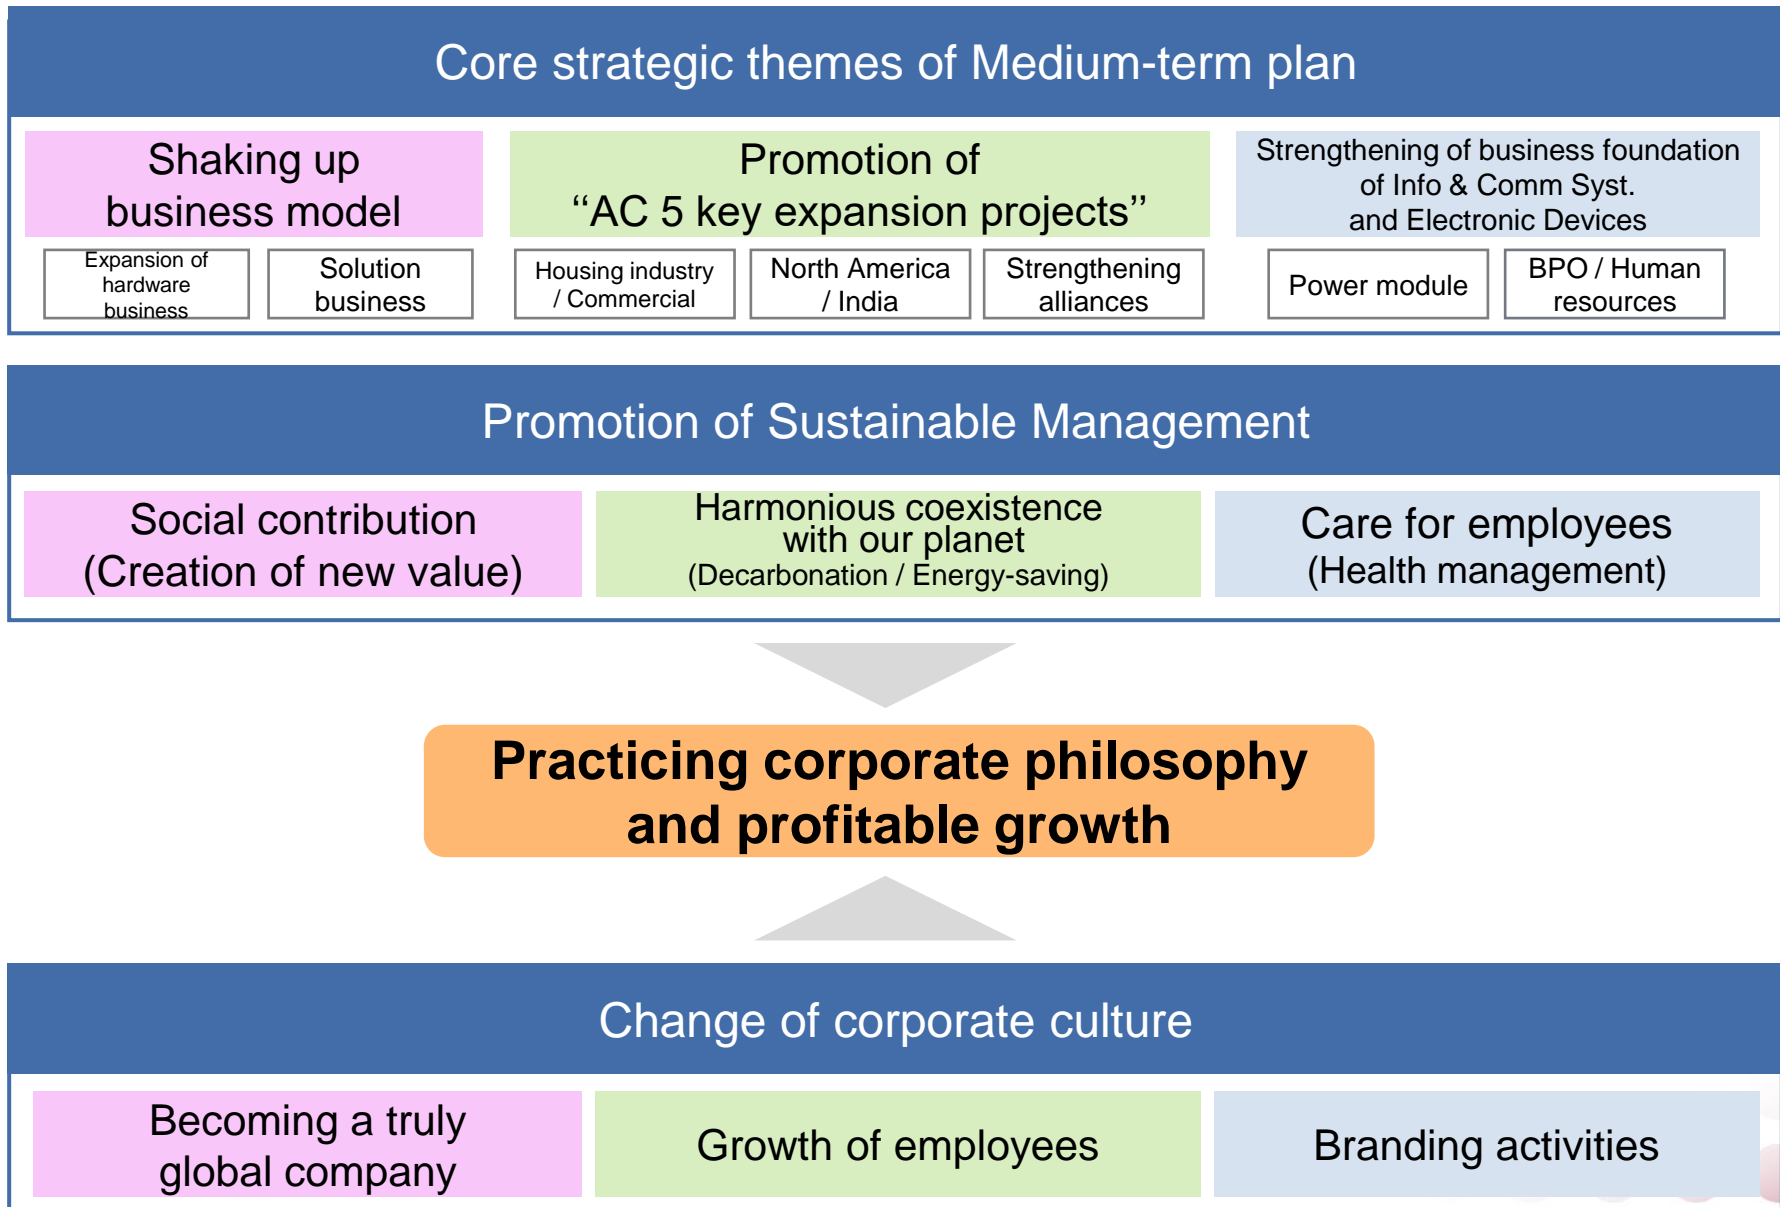 Core strategic themes of Medium-term plan
Shaking up
business model
Promotion of
“AC 5 key expansion projects”
Strengthening of business foundation
of Info & Comm Syst.
and Electronic Devices
Expansion of
hardware
business
Solution
business
Housing industry
/ Commercial
North America
/ India
Strengthening
alliances
Power module
BPO / Human
resources
Promotion of Sustainable Management
Social contribution
(Creation of new value)
Harmonious coexistence
with our planet
(Decarbonation / Energy-saving)
Care for employees
(Health management)
Practicing corporate philosophy
and profitable growth
Change of corporate culture
Becoming a truly
global company
Growth of employees
Branding activities